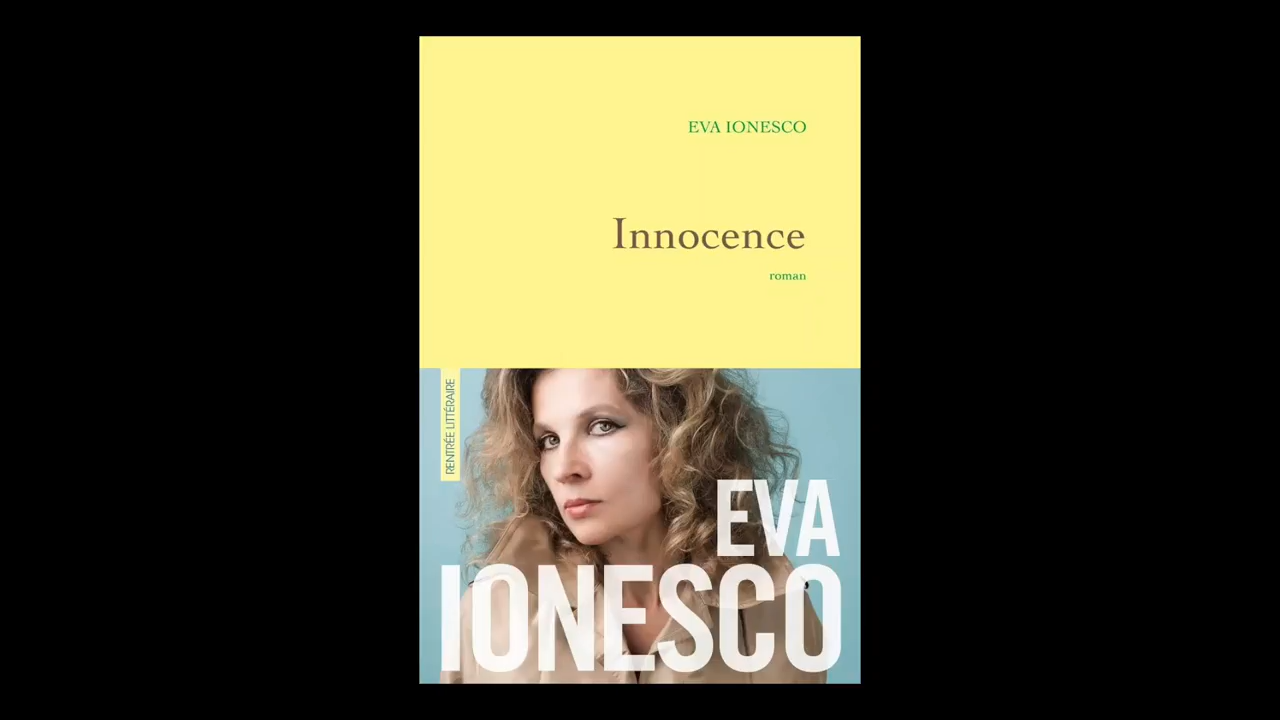 EVA IONESCO
Innocence
roman
RENTRÉE LITTÉRAIRE
EVA
IONESCO